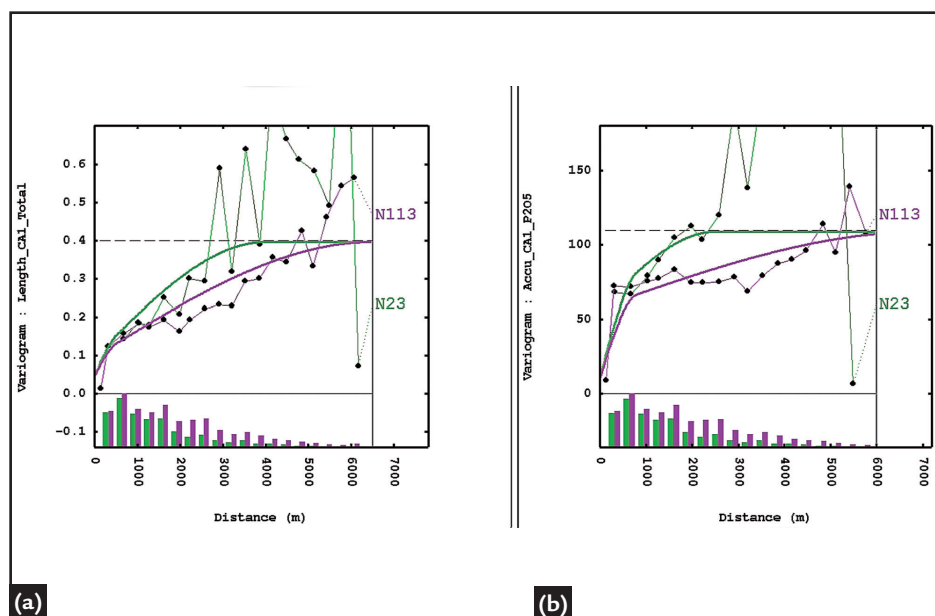 Variogram : Length_CA1_Total
0.6
0.5
0.4
0.3
0.2
0.1
0.0
-0.1
N113
N23
0
1000
2000
3000
4000
5000
6000
7000
Distance (m)
(a)
Variogram : Accu_CA1_P2O5
150
100
50
0
N113
N23
0
1000
2000
3000
4000
5000
6000
7000
Distance (m)
(b)